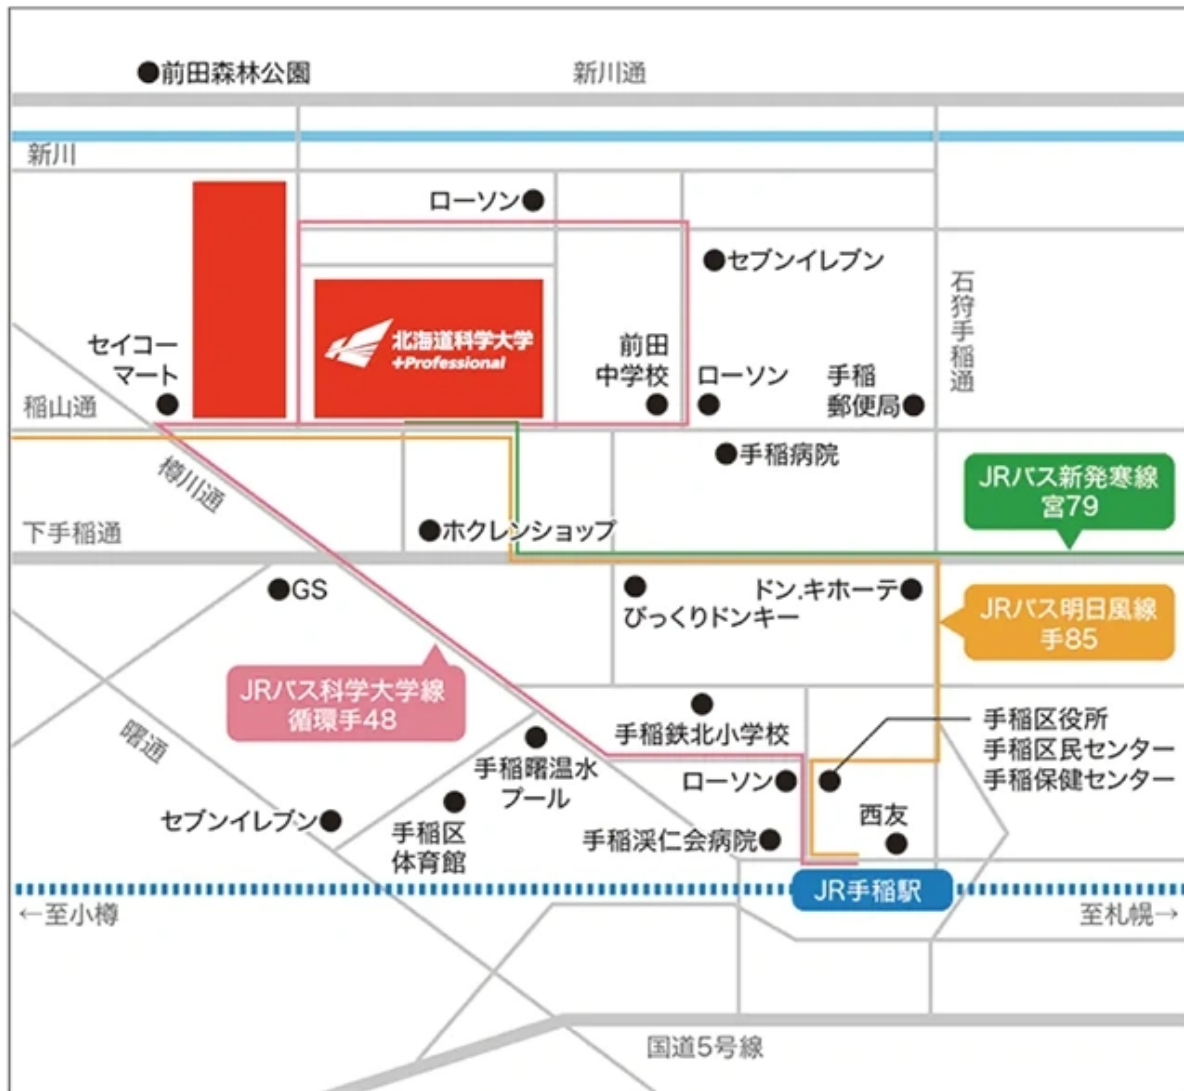 前田森林公園
新川通
新川
ローソン
セブンイレブン
石狩手稲通
北海道科学大学
+Professional
セイコー
マート
前田
中学校
ローソン
手稲
郵便局
稲山通
手稲病院
樽川通
JRバス新発寒線
宮79
下手稲通
ホクレンショップ
GS
びっくりドンキー
ドン.キホーテ
JRバス明日風線
手85
JRバス科学大学線
循環手48
曙通
手稲鉄北小学校
手稲区役所
手稲区民センター
手稲保健センター
手稲曙温水
プール
ローソン
セブンイレブン
手稲区
体育館
西友
手稲渓仁会病院
JR手稲駅
←至小樽
至札幌→
国道5号線